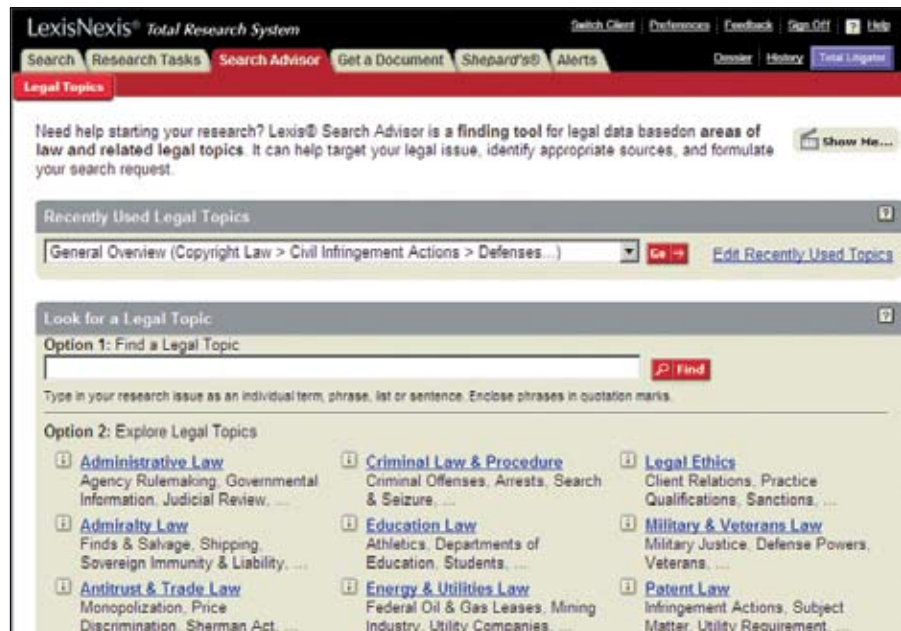 LexisNexis® Total Research System
Switch Client Preferences Feedback Sign Off ? Help
Search Research Tasks Search Advisor Get a Document Shepard's® Alerts Dossier History Total Litigator
Legal Topics
Need help starting your research? Lexis® Search Advisor is a finding tool for legal data basedon areas of
law and related legal topics. It can help target your legal issue, identify appropriate sources, and formulate
your search request.
Show Me...
Recently Used Legal Topics ?
General Overview (Copyright Law > Civil Infringement Actions > Defenses...) Go Edit Recently Used Topics
Look for a Legal Topic ?
Option 1: Find a Legal Topic
Find
Type in your research issue as an individual term, phrase, list or sentence. Enclose phrases in quotation marks.
Option 2: Explore Legal Topics
Administrative Law
Agency Rulemaking, Governmental
Information, Judicial Review, ...
Admiralty Law
Finds & Salvage, Shipping,
Sovereign Immunity & Liability, ...
Antitrust & Trade Law
Monopolization, Price
Discrimination, Sherman Act, ...
Criminal Law & Procedure
Criminal Offenses, Arrests, Search
& Seizure, ...
Education Law
Athletics, Departments of
Education, Students, ...
Energy & Utilities Law
Federal Oil & Gas Leases, Mining
Industry, Utility Companies, ...
Legal Ethics
Client Relations, Practice
Qualifications, Sanctions, ...
Military & Veterans Law
Military Justice, Defense Powers,
Veterans, ...
Patent Law
Infringement Actions, Subject
Matter, Utility Requirement, ...